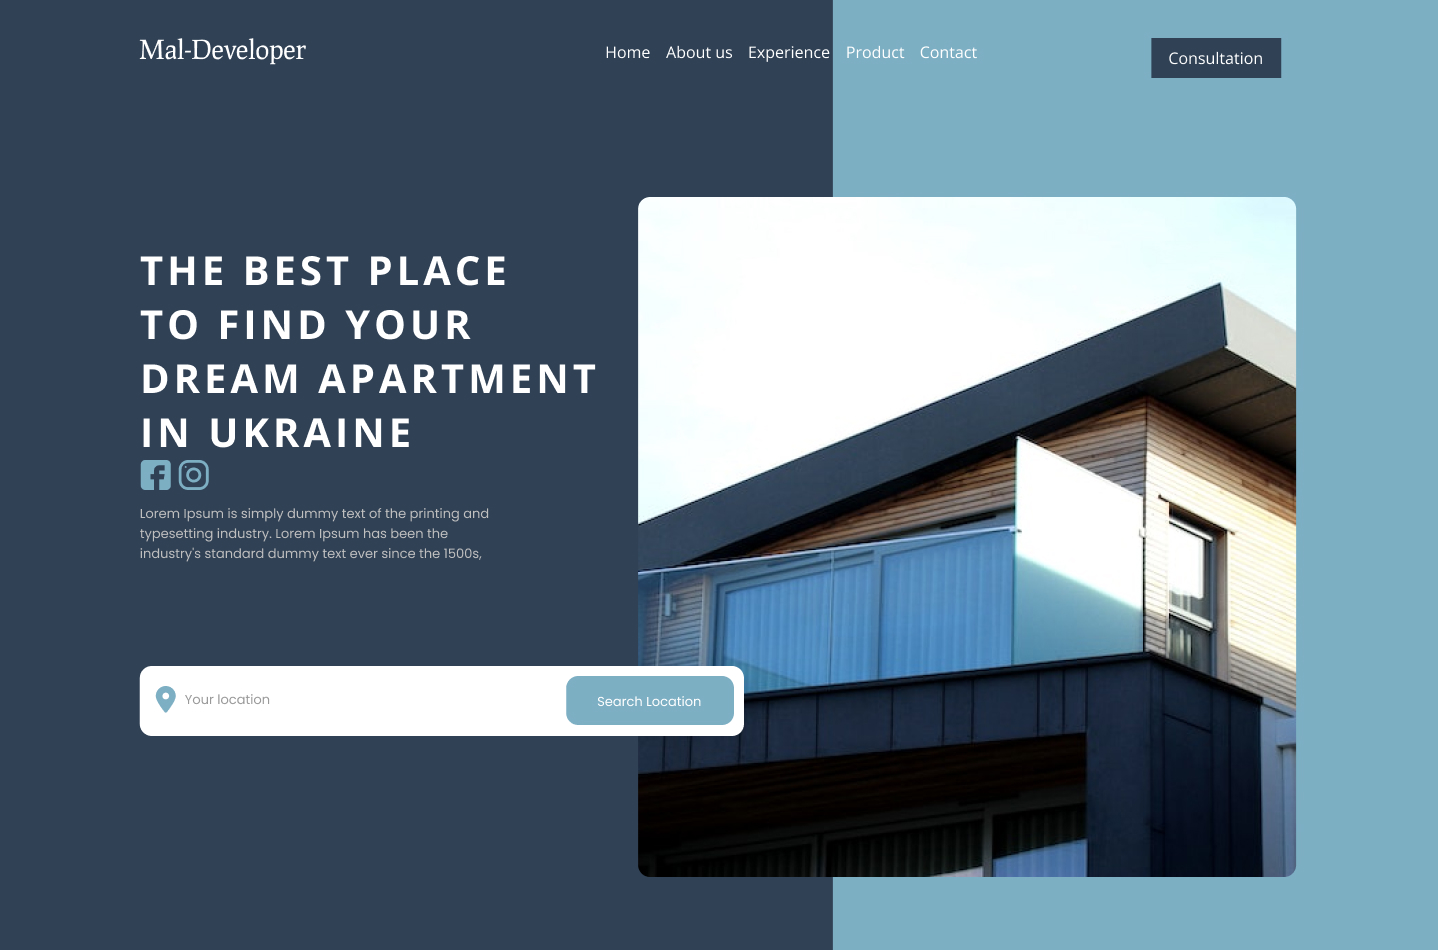 Mal-Developer
Home About us Experience Product Contact
Consultation
THE BEST PLACE
TO FIND YOUR
DREAM APARTMENT
IN UKRAINE
Lorem Ipsum is simply dummy text of the printing and
typesetting industry. Lorem Ipsum has been the
industry's standard dummy text ever since the 1500s,
Your location
Search Location